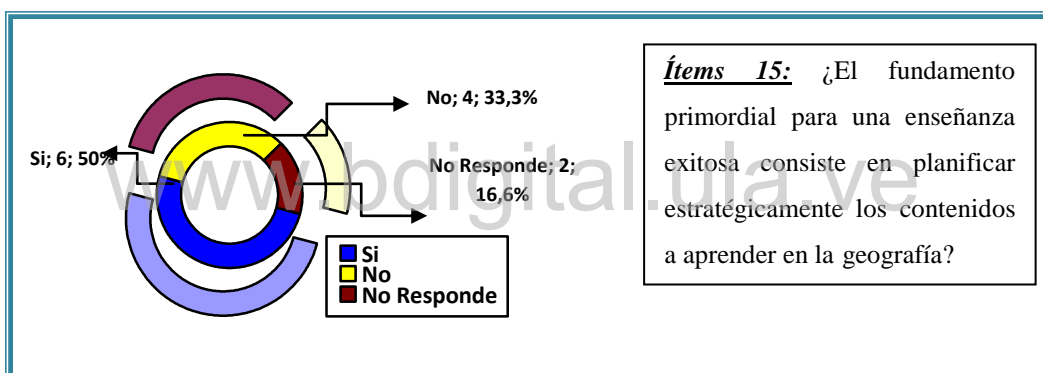 No; 4; 33,3%
Si; 6; 50%
No Responde; 2;
16,6%
Si
No
No Responde
Ítems 15: ¿El fundamento
primordial para una enseñanza
exitosa consiste en planificar
estratégicamente los contenidos
a aprender en la geografía?
www.bdigital.ula.ve